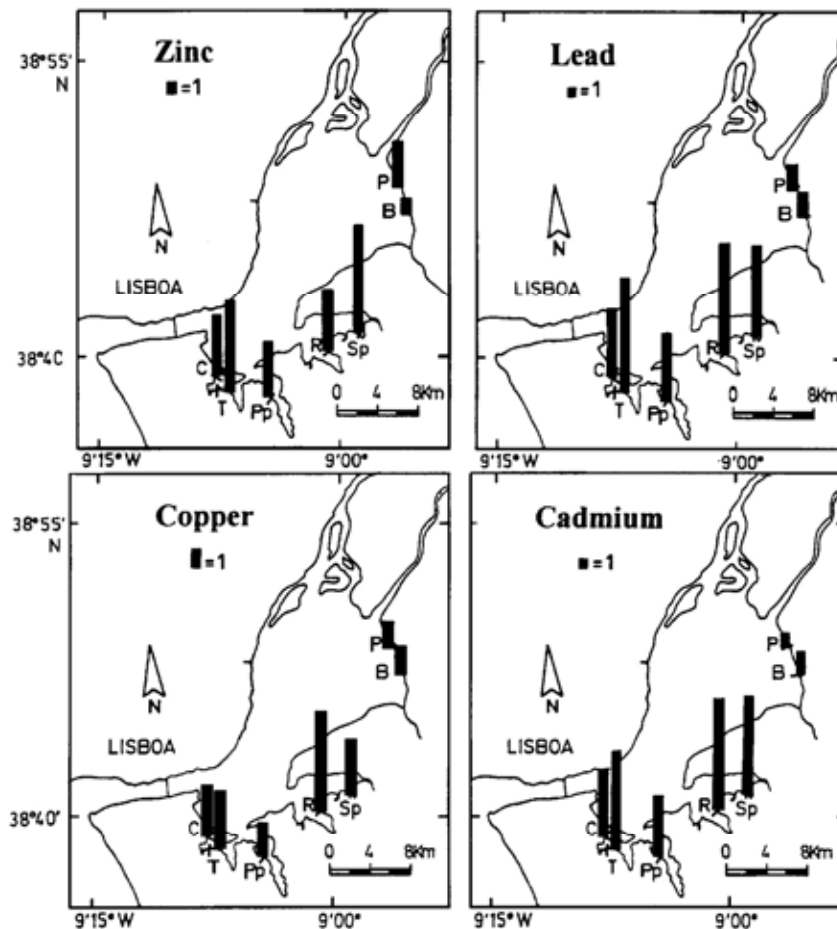 Zinc
=1
38°55'
N
P
B
N
LISBOA
C
T
Pp
R
Sp
38°4C
0 4 8Km
9°15"W
9°00°
Lead
=1
P
B
N
LISBOA
C
T
Pp
R
Sp
0 4 8Km
9°15°W
9°00"
Copper
=1
38°55'
N
P
B
N
LISBOA
C
T
Pp
R
Sp
38°40'
0 4 8Km
9°15"W
9°00'
Cadmium
=1
P
B
N
LISBOA
C
T
Pp
R
Sp
0 4 8Km
9°15°W
9°00'